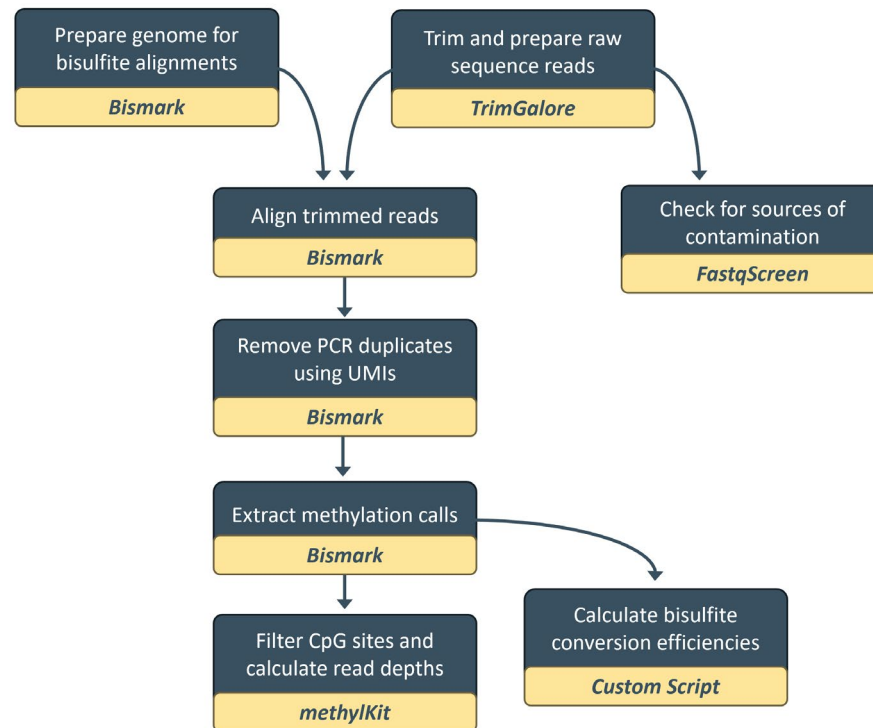 Prepare genome for
bisulfite alignments
Bismark
Trim and prepare raw
sequence reads
TrimGalore
Align trimmed reads
Bismark
Check for sources of
contamination
FastqScreen
Remove PCR duplicates
using UMIs
Bismark
Extract methylation calls
Bismark
Filter CpG sites and
calculate read depths
methylKit
Calculate bisulfite
conversion efficiencies
Custom Script